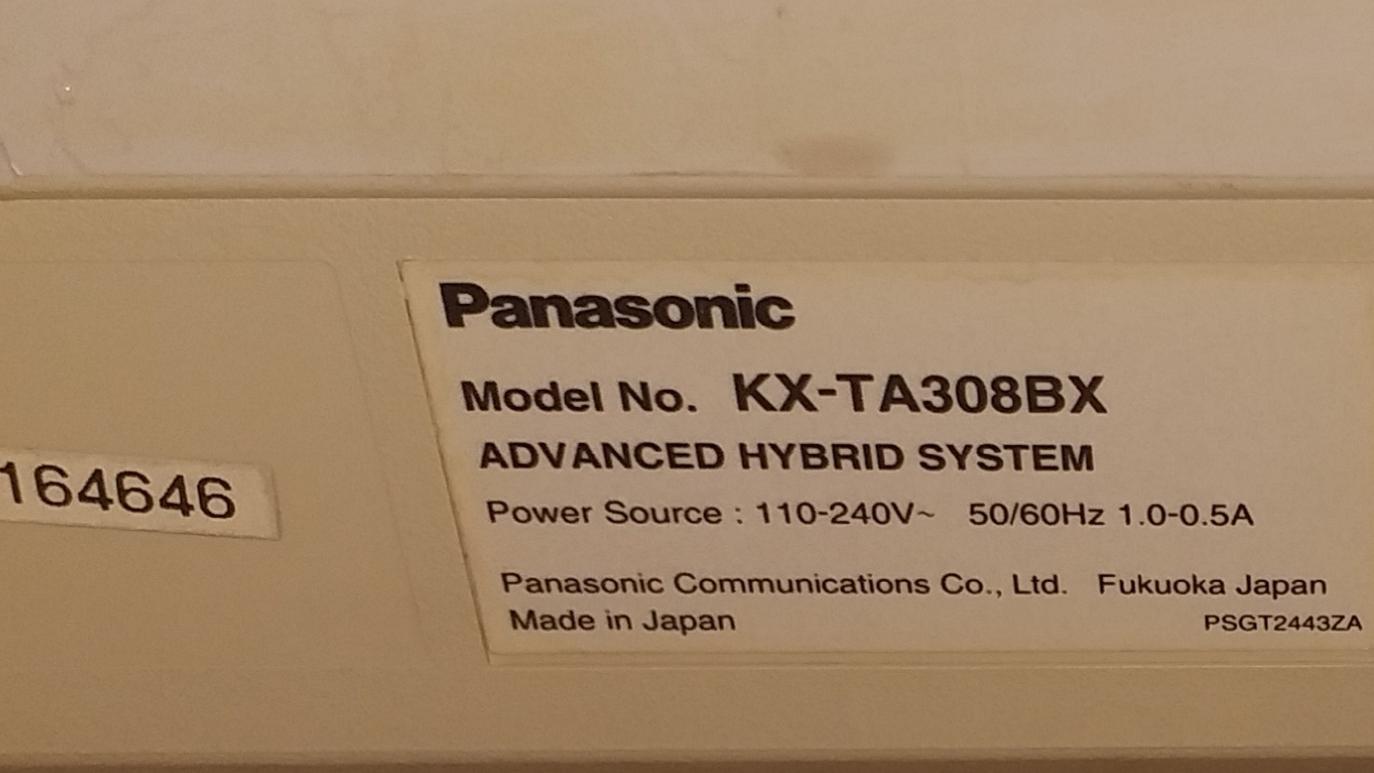 Panasonic
Model No. KX-TA308BX
ADVANCED HYBRID SYSTEM
164646
Power Source : 110-240V~ 50/60Hz 1.0-0.5A
Panasonic Communications Co., Ltd. Fukuoka Japan
Made in Japan PSGT2443ZA